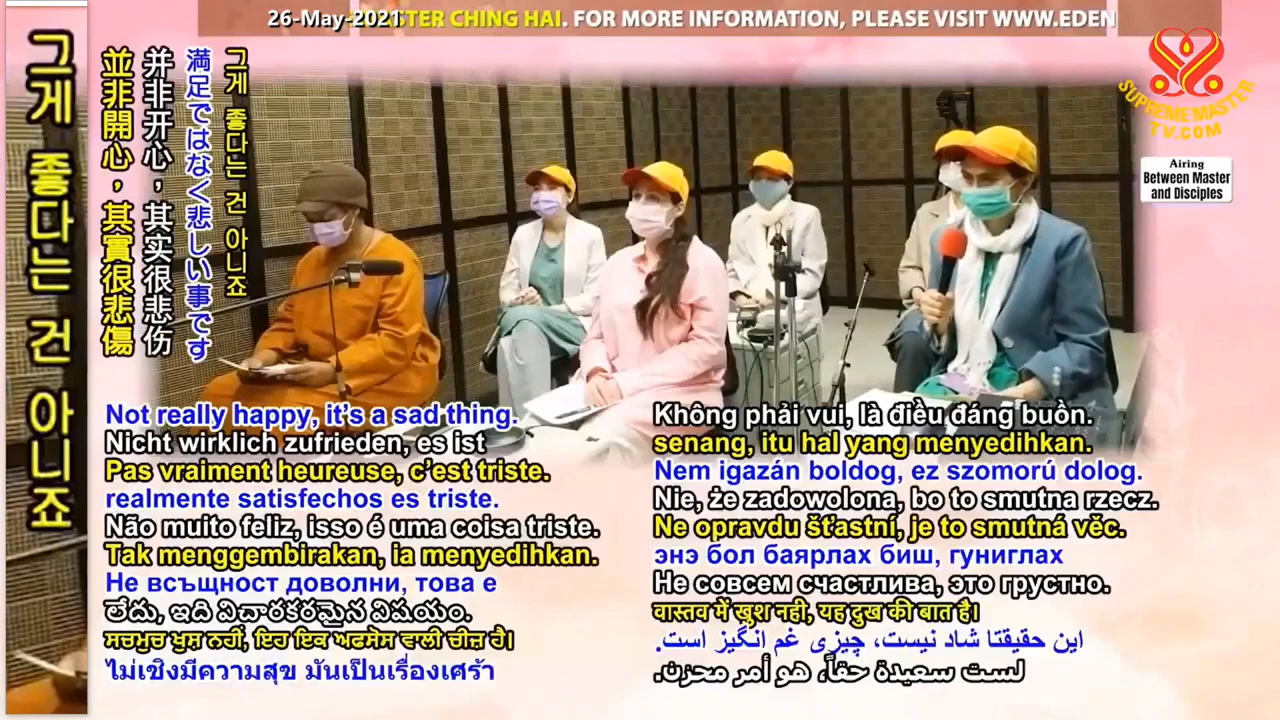 26-May-2021
STER CHING HAI. FOR MORE INFORMATION, PLEASE VISIT WWW.EDEN
SUPREME MASTER
TV.COM
Airing
Between Master
and Disciples
그게 좋다는 건 아니죠
並非開心，其實很悲傷
并非开心，其实很悲伤
満足ではなく悲しい事です
그게 좋다는 건 아니죠
Not really happy, it's a sad thing.
Nicht wirklich zufrieden, es ist
Pas vraiment heureuse, c'est triste.
realmente satisfechos es triste.
Não muito feliz, isso é uma coisa triste.
Tak menggembirakan, ia menyedihkan.
Не всъщност доволни, това е
లేదు, ఇది విచారకరమైన విషయం.
ਸਚਮੁਚ ਖੁਸ਼ ਨਹੀਂ, ਇਹ ਇਕ ਅਫਸੋਸ ਵਾਲੀ ਚੀਜ਼ ਹੈ।
ไม่เชิงมีความสุข มันเป็นเรื่องเศร้า
Không phải vui, là điều đáng buồn.
senang, itu hal yang menyedihkan.
Nem igazán boldog, ez szomorú dolog.
Nie, że zadowolona, bo to smutna rzecz.
Ne opravdu šťastní, je to smutná věc.
энэ бол баярлах биш, гуниглах
Не совсем счастлива, это грустно.
वास्तव में खुश नही, यह दुख की बात है।
این حقیقتا شاد نیست، چیزی غم انگیز است.
لست سعيدة حقاً، هو أمر محزن.